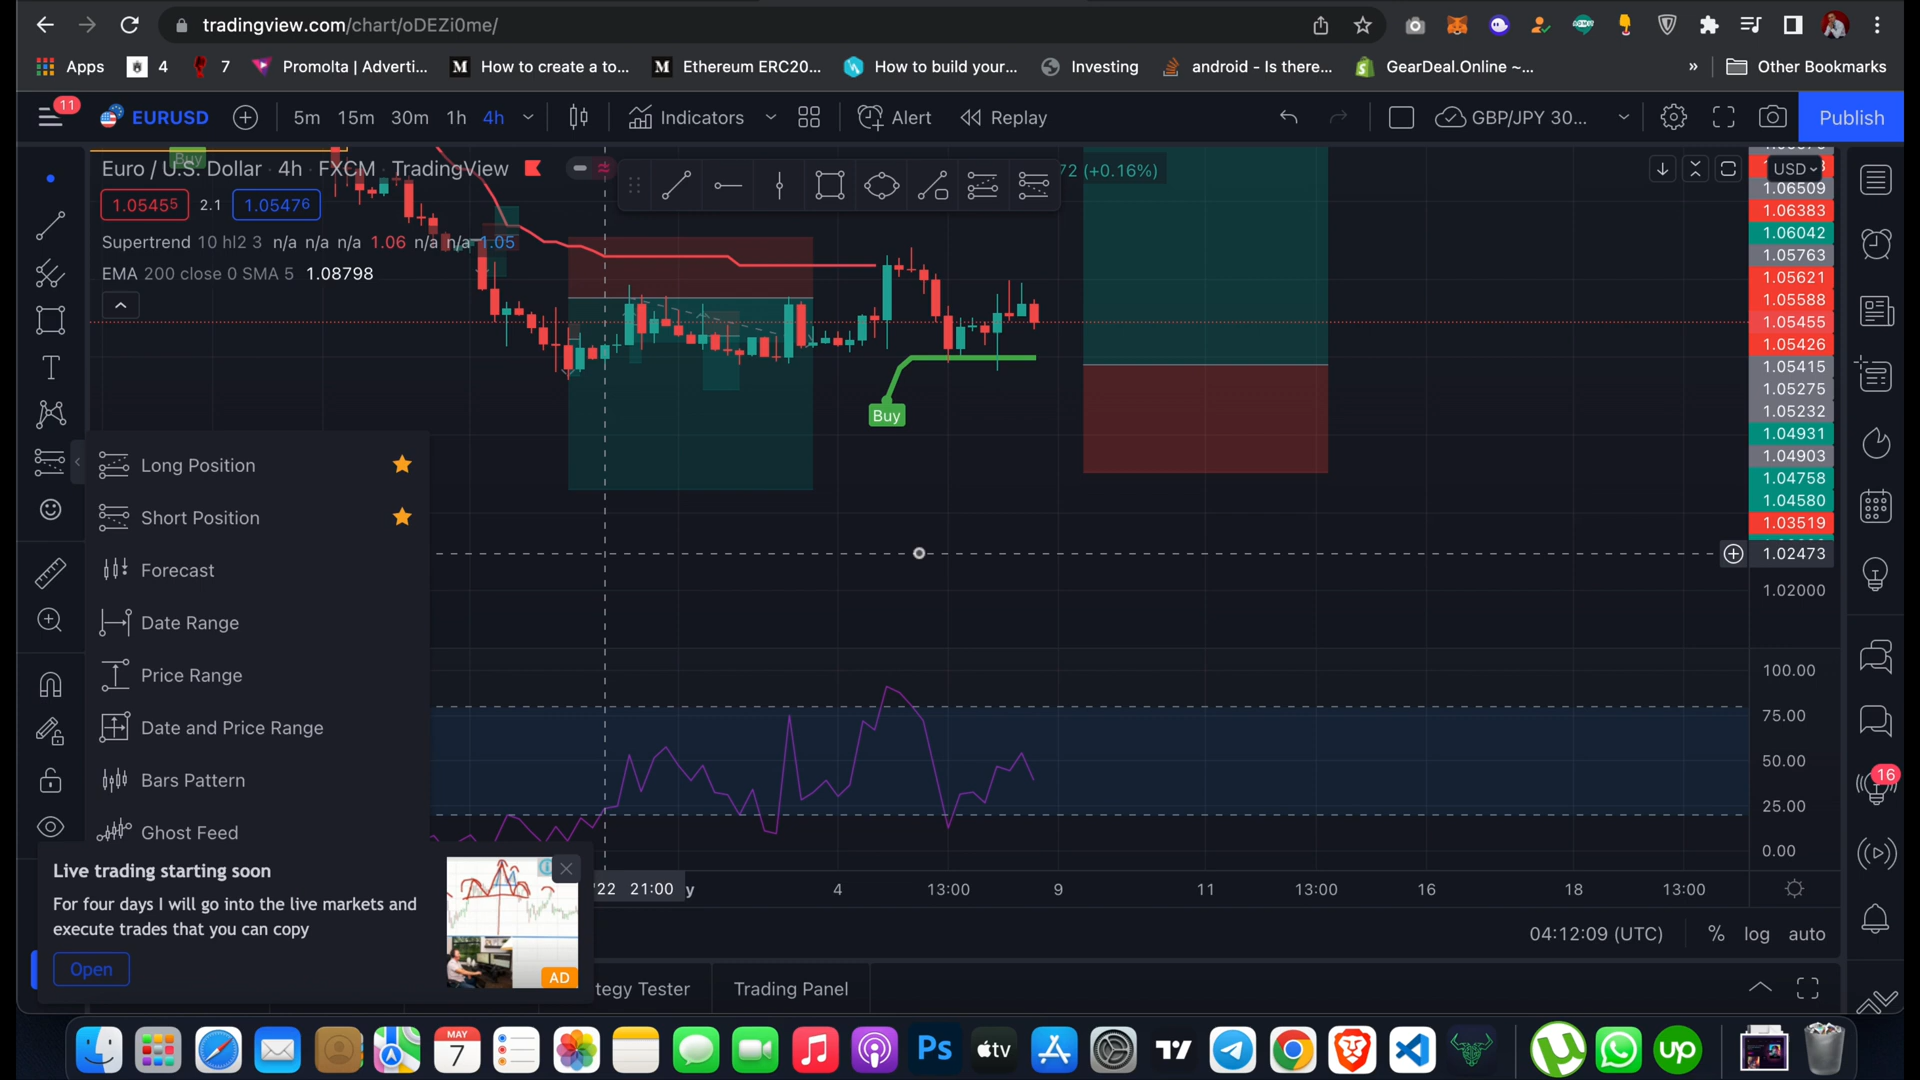 tradingview.com/chart/oDEZi0me/
Apps
4
7
Promolta | Adverti...
How to create a to...
Ethereum ERC20...
How to build your...
Investing
android - Is there...
GearDeal.Online ~...
»
Other Bookmarks
11
EURUSD
5m 15m 30m 1h 4h
Indicators
Alert
Replay
GBP/JPY 30...
Publish
Buy
Euro / U.S. Dollar · 4h · FXCM · TradingView
72 (+0.16%)
USD
1.05455 2.1 1.05476
Supertrend 10 hl2 3 n/a n/a n/a 1.06 n/a n/a 1.05
EMA 200 close 0 SMA 5 1.08798
1.06509
1.06383
1.06042
1.05763
1.05621
1.05588
1.05455
1.05426
1.05415
1.05275
1.05232
1.04931
1.04903
1.04758
1.04580
1.03519
1.02473
1.02000
Buy
Long Position
Short Position
Forecast
Date Range
Price Range
Date and Price Range
Bars Pattern
Ghost Feed
100.00
75.00
50.00
25.00
0.00
16
Live trading starting soon
For four days I will go into the live markets and
execute trades that you can copy
Open
AD
'22 21:00 y 4 13:00 9 11 13:00 16 18 13:00
04:12:09 (UTC) % log auto
tegy Tester
Trading Panel
MAY
7
Ps
tv
up